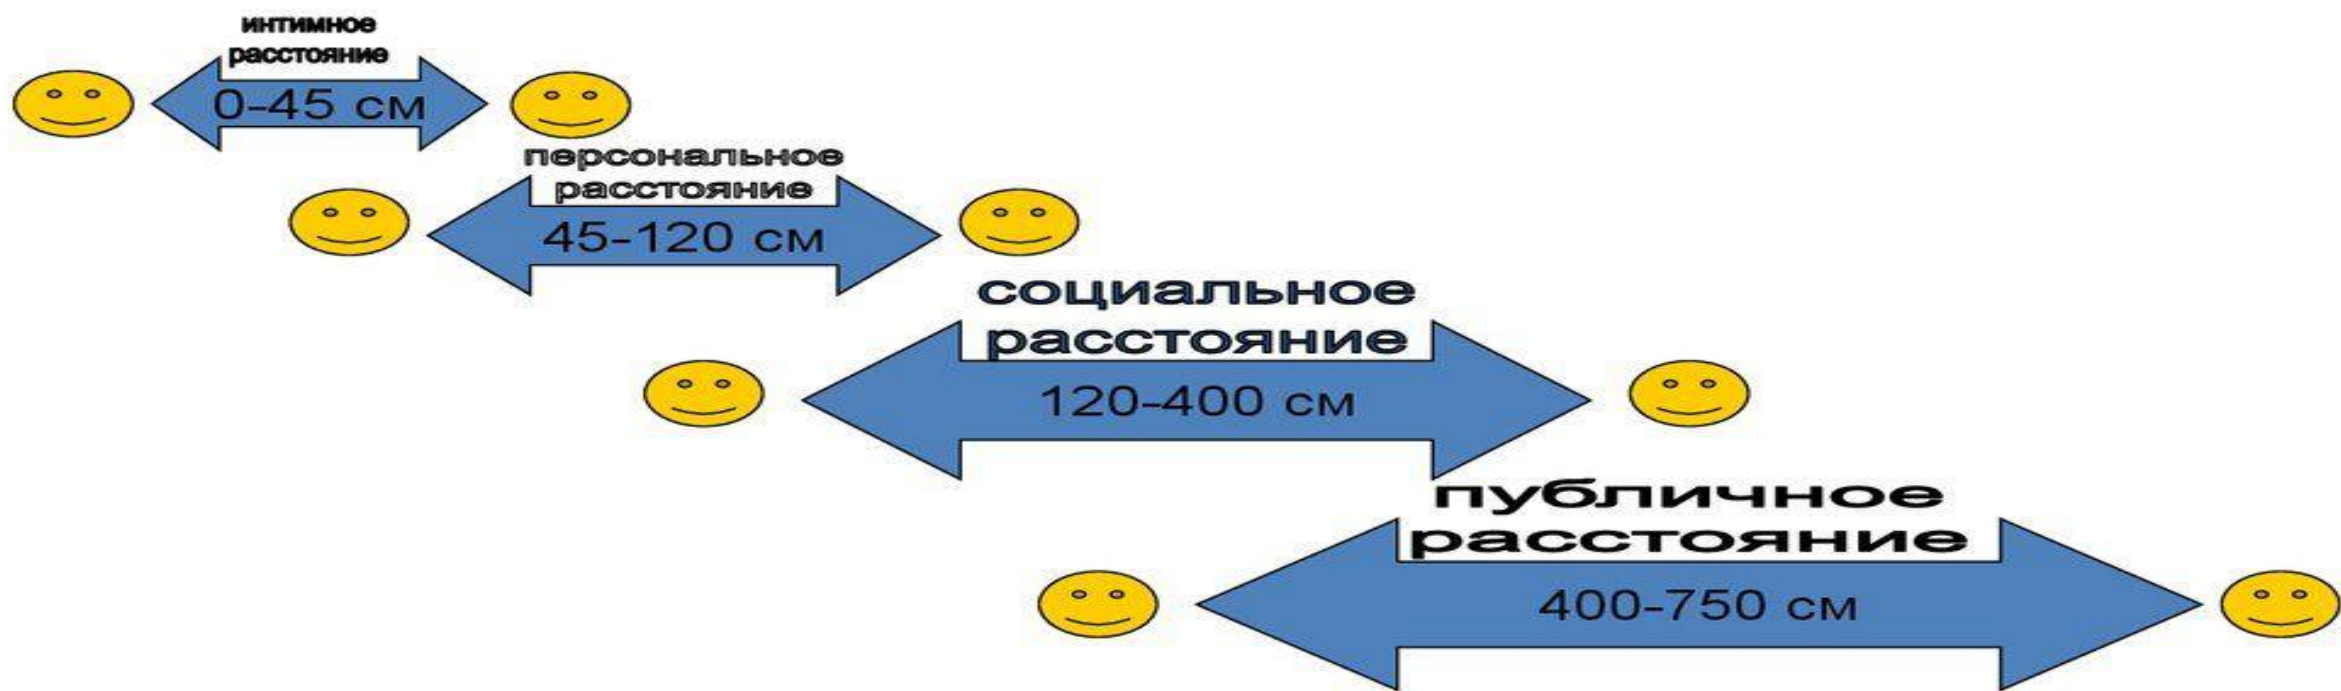 интимное
расстояние
0-45 см
персональное
расстояние
45-120 см
социальное
расстояние
120-400 см
публичное
расстояние
400-750 см